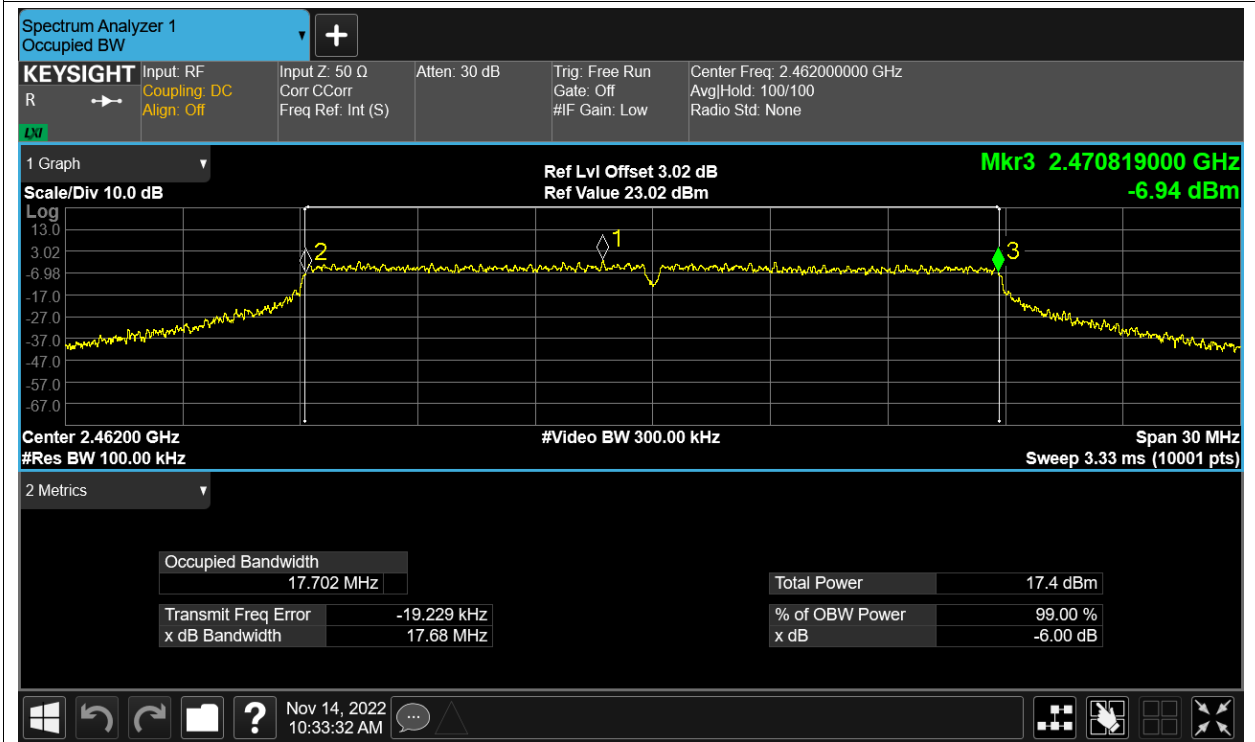 Spectrum Analyzer 1
Occupied BW
KEYSIGHT
R
LXI
Input: RF
Coupling: DC
Align: Off
Input Z: 50 Ω
Corr CCorr
Freq Ref: Int (S)
Atten: 30 dB
Trig: Free Run
Gate: Off
#IF Gain: Low
Center Freq: 2.462000000 GHz
Avg|Hold: 100/100
Radio Std: None
1 Graph
Scale/Div 10.0 dB
Ref Lvl Offset 3.02 dB
Ref Value 23.02 dBm
Mkr3 2.470819000 GHz
-6.94 dBm
Log
13.0
3.02
-6.98
-17.0
-27.0
-37.0
-47.0
-57.0
-67.0
2
1
3
Center 2.46200 GHz
#Res BW 100.00 kHz
#Video BW 300.00 kHz
Span 30 MHz
Sweep 3.33 ms (10001 pts)
2 Metrics
Occupied Bandwidth
17.702 MHz
Transmit Freq Error -19.229 kHz
x dB Bandwidth 17.68 MHz
Total Power 17.4 dBm
% of OBW Power 99.00 %
x dB -6.00 dB
?
Nov 14, 2022
10:33:32 AM